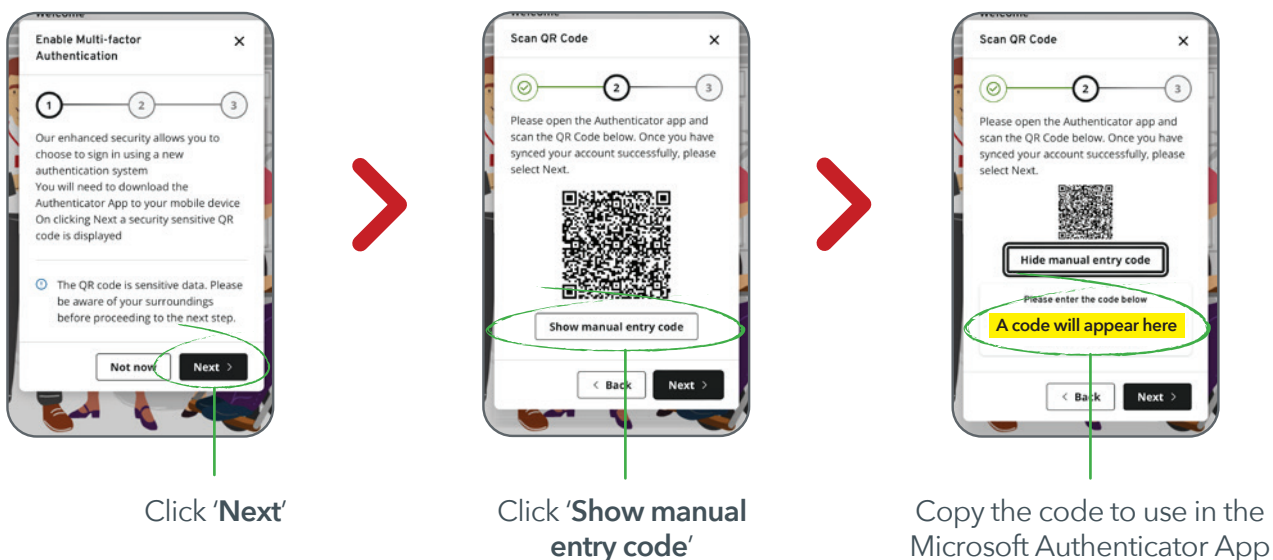 Welcome
Enable Multi-factor
Authentication
1
2
3
Our enhanced security allows you to
choose to sign in using a new
authentication system
You will need to download the
Authenticator App to your mobile device
On clicking Next a security sensitive QR
code is displayed
The QR code is sensitive data. Please
be aware of your surroundings
before proceeding to the next step.
Not now
Next >
Click ‘Next’
Welcome
Scan QR Code
2
3
Please open the Authenticator app and
scan the QR Code below. Once you have
synced your account successfully, please
select Next.
Show manual entry code
< Back
Next >
Click ‘Show manual
entry code’
Welcome
Scan QR Code
2
3
Please open the Authenticator app and
scan the QR Code below. Once you have
synced your account successfully, please
select Next.
Hide manual entry code
Please enter the code below
A code will appear here
< Back
Next >
Copy the code to use in the
Microsoft Authenticator App